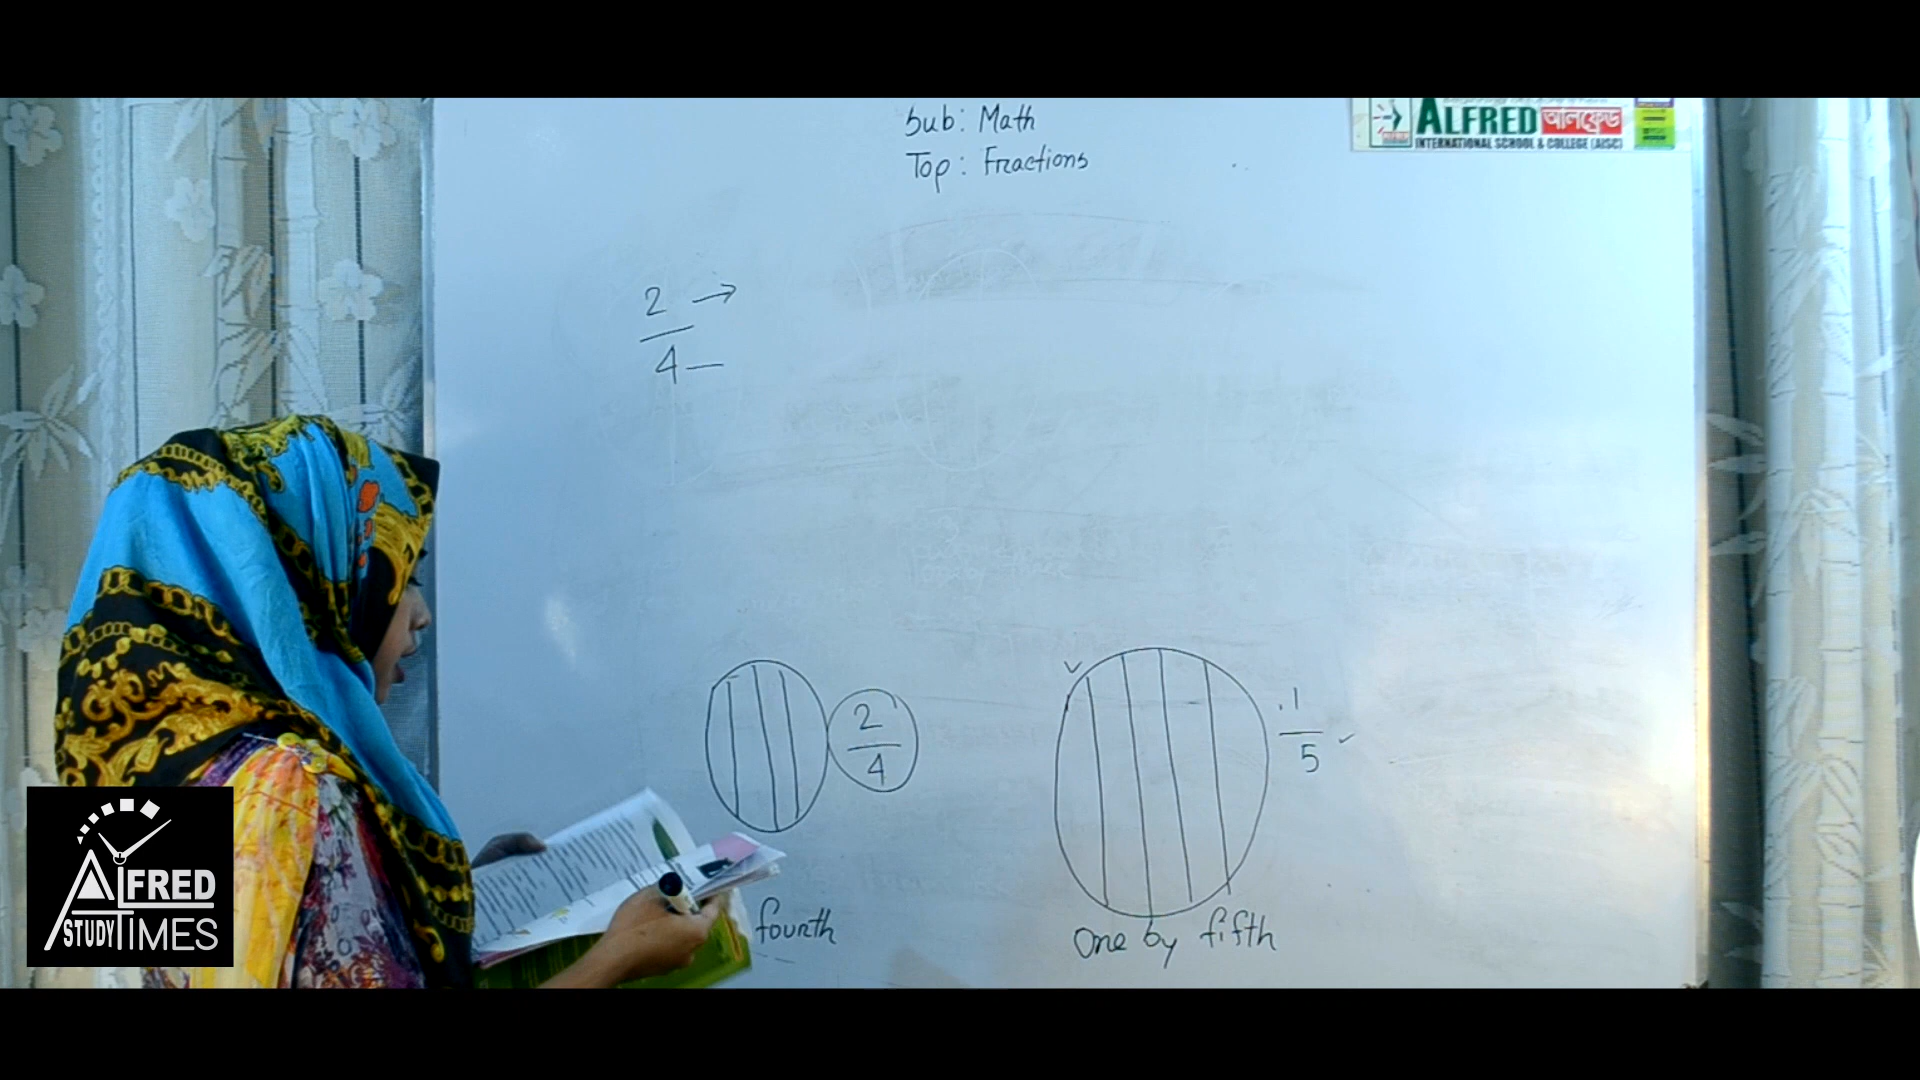 Sub: Math
Top: Fractions
ALFRED আলফ্রেড
INTERNATIONAL SCHOOL & COLLEGE (AISC)
2 →
4 —
2
4
1
5
fourth
One by fifth
ALFRED
STUDY TIMES